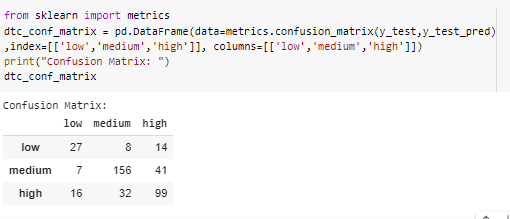 from sklearn import metrics
dtc_conf_matrix = pd.DataFrame(data=metrics.confusion_matrix(y_test,y_test_pred)
,index=[['low','medium','high']], columns=[['low','medium','high']])
print("Confusion Matrix: ")
dtc_conf_matrix
Confusion Matrix:
low medium high
low 27 8 14
medium 7 156 41
high 16 32 99